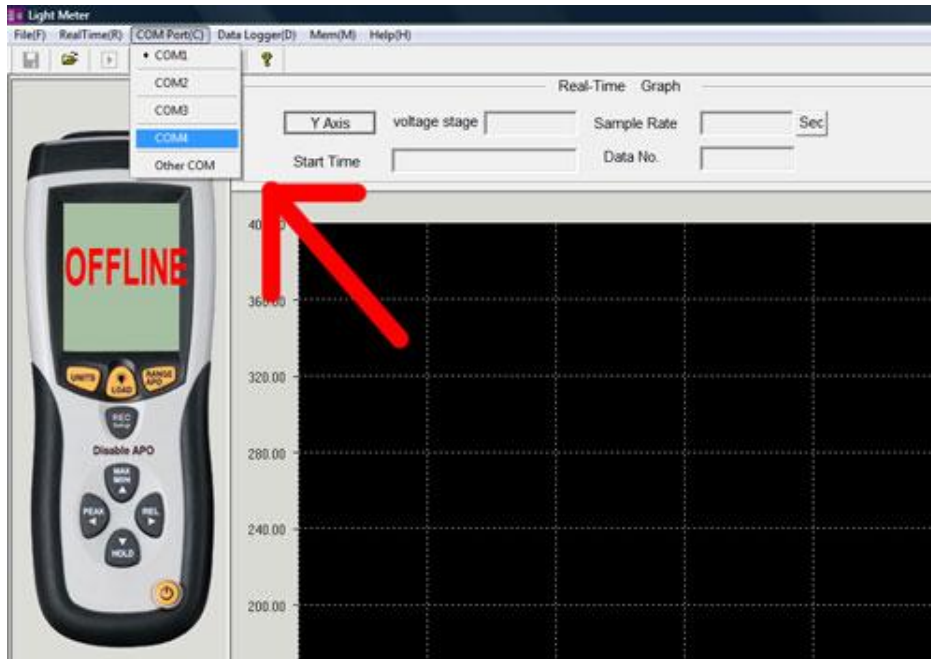 Light Meter
File(F) RealTime(R) COM Port(C) Data Logger(D) Mem(M) Help(H)
• COM1
COM2
COM3
COM4
Other COM
?
Real-Time Graph
Y Axis voltage stage Sample Rate Sec
Start Time Data No.
OFFLINE
UNITS LOAD RANGE APO
REC
Setup
Disable APO
MAX
MIN
PEAK REL
HOLD
360.00
320.00
280.00
240.00
200.00